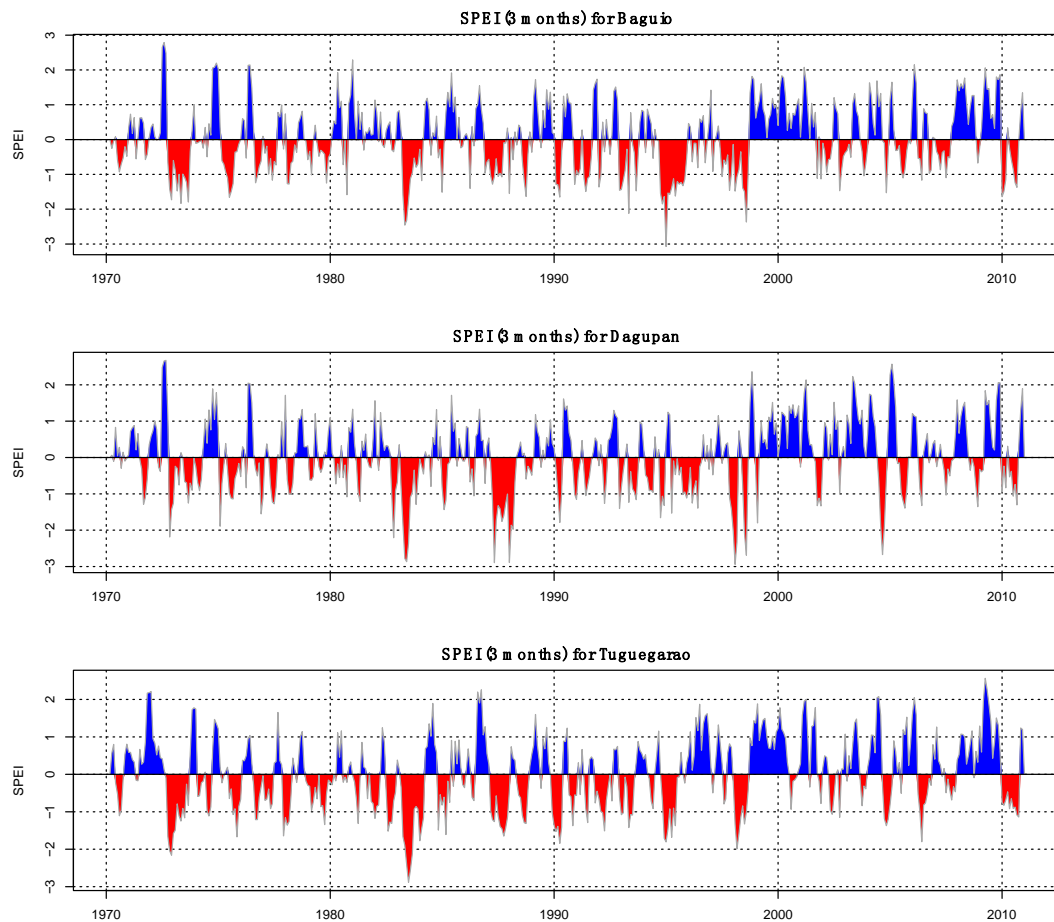 SPEI (3 months) for Baguio
SPEI
3
2
1
0
−1
−2
−3
1970 1980 1990 2000 2010
SPEI (3 months) for Dagupan
SPEI
2
1
0
−1
−2
−3
1970 1980 1990 2000 2010
SPEI (3 months) for Tuguegarao
SPEI
2
1
0
−1
−2
−3
1970 1980 1990 2000 2010